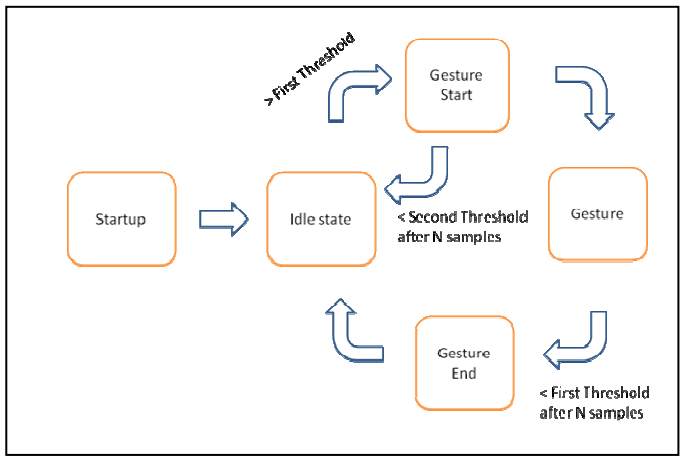 > First Threshold
Gesture
Start
Startup
Idle state
< Second Threshold
after N samples
Gesture
Gesture
End
< First Threshold
after N samples